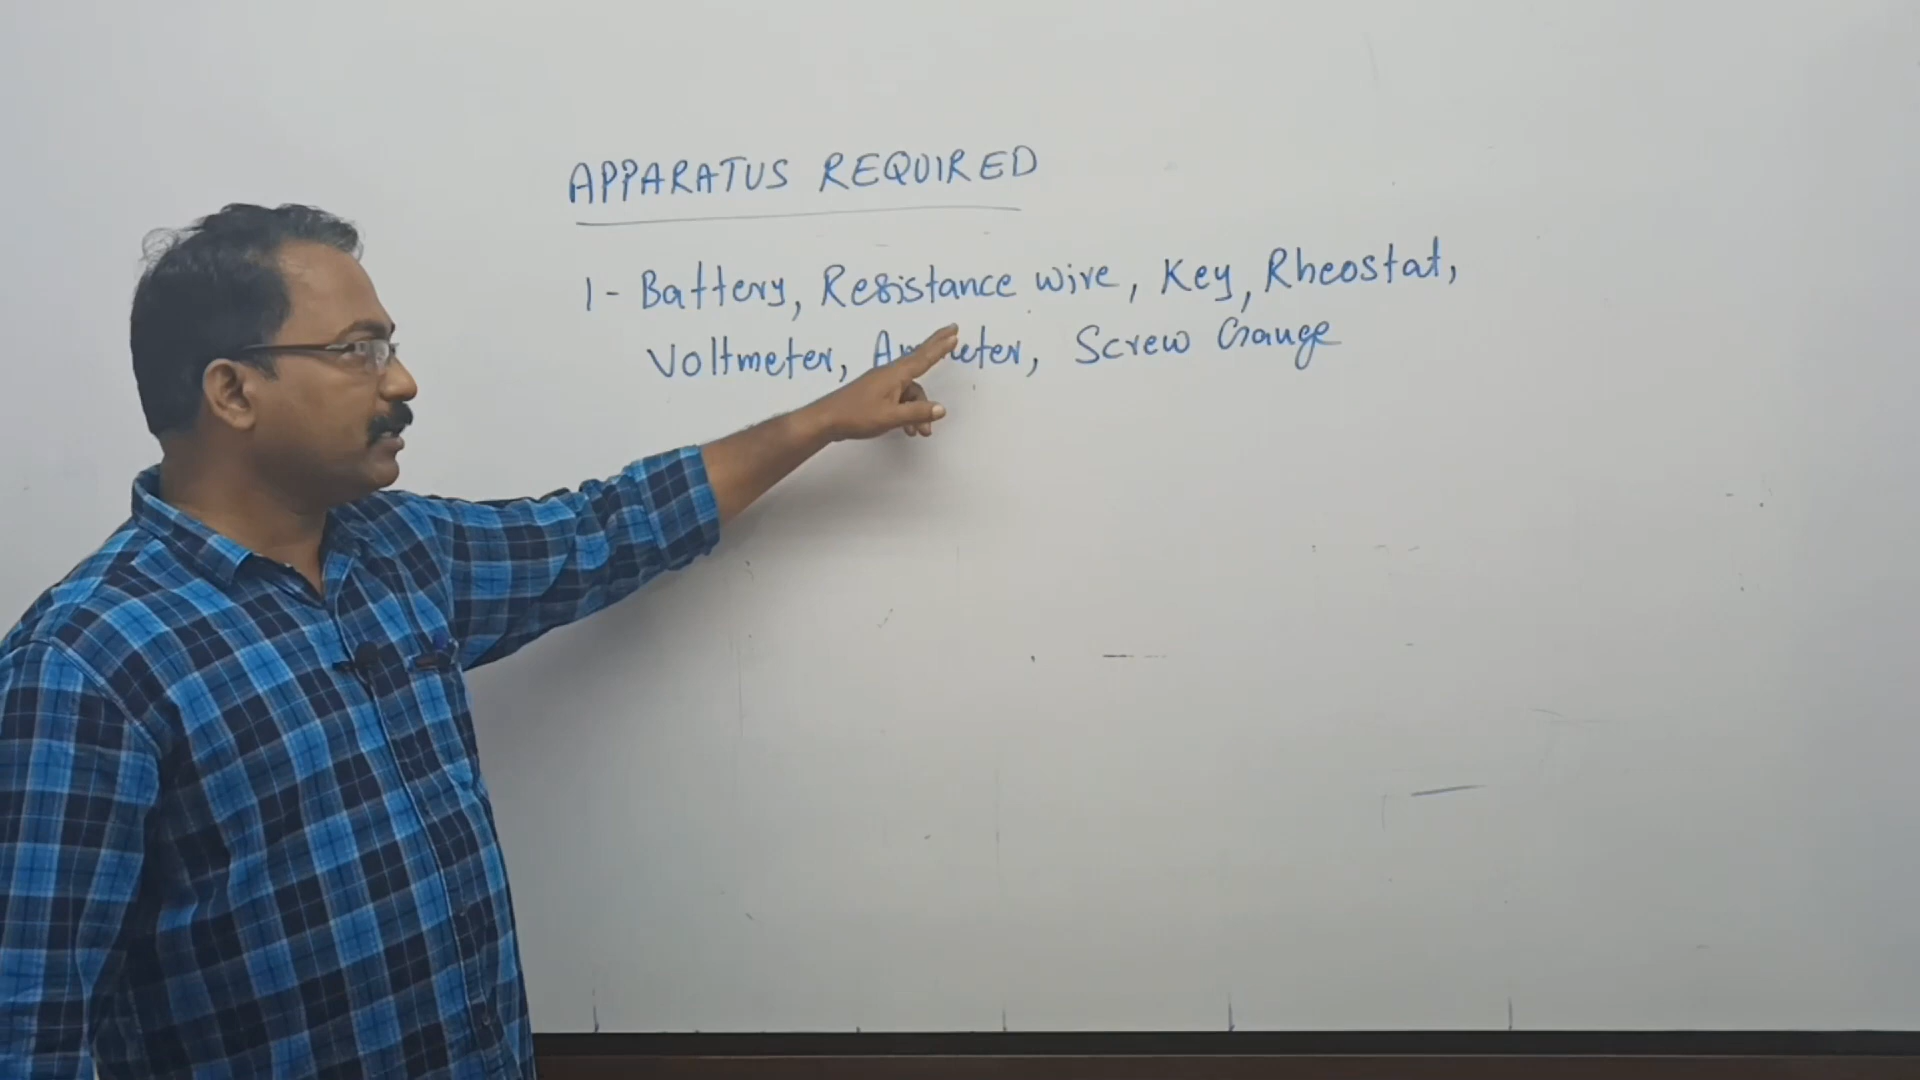 APPARATUS REQUIRED
1- Battery, Resistance wire, Key, Rheostat,
Voltmeter, Screw Gauge